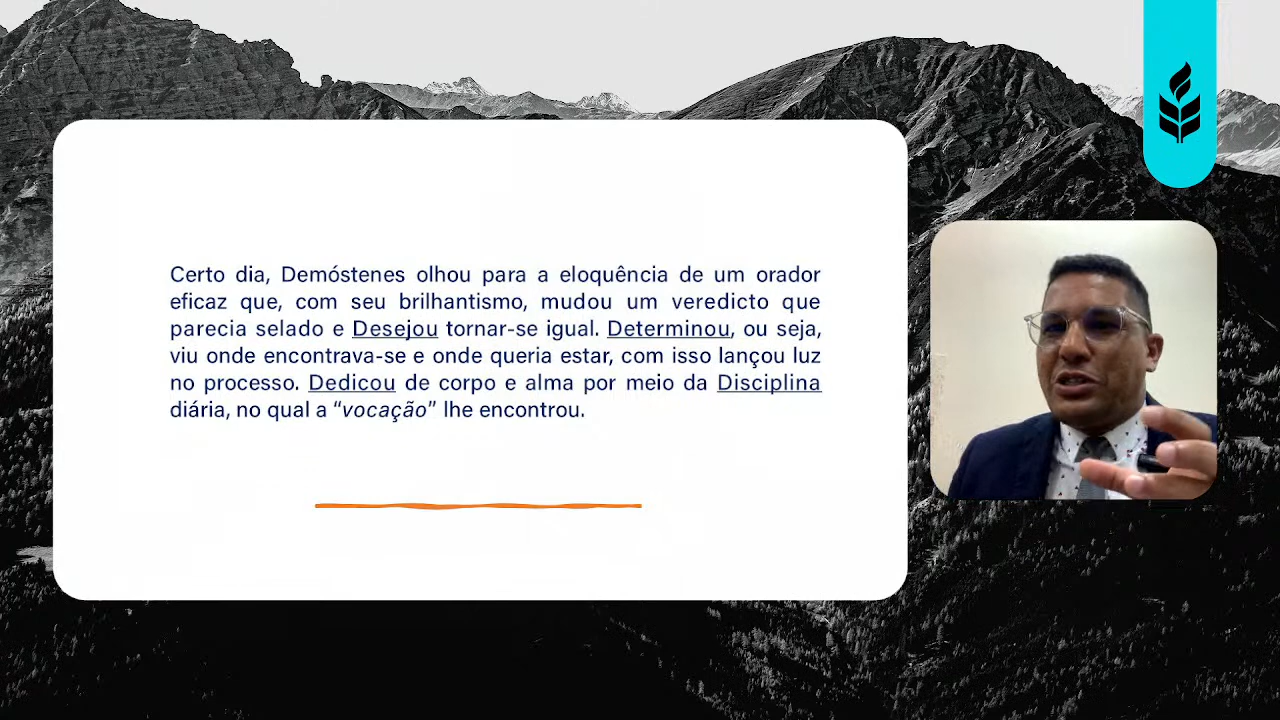 Certo dia, Demóstenes olhou para a eloquência de um orador
eficaz que, com seu brilhantismo, mudou um veredicto que
parecia selado e Desejou tornar-se igual. Determinou, ou seja,
viu onde encontrava-se e onde queria estar, com isso lançou luz
no processo. Dedicou de corpo e alma por meio da Disciplina
diária, no qual a “vocação” lhe encontrou.